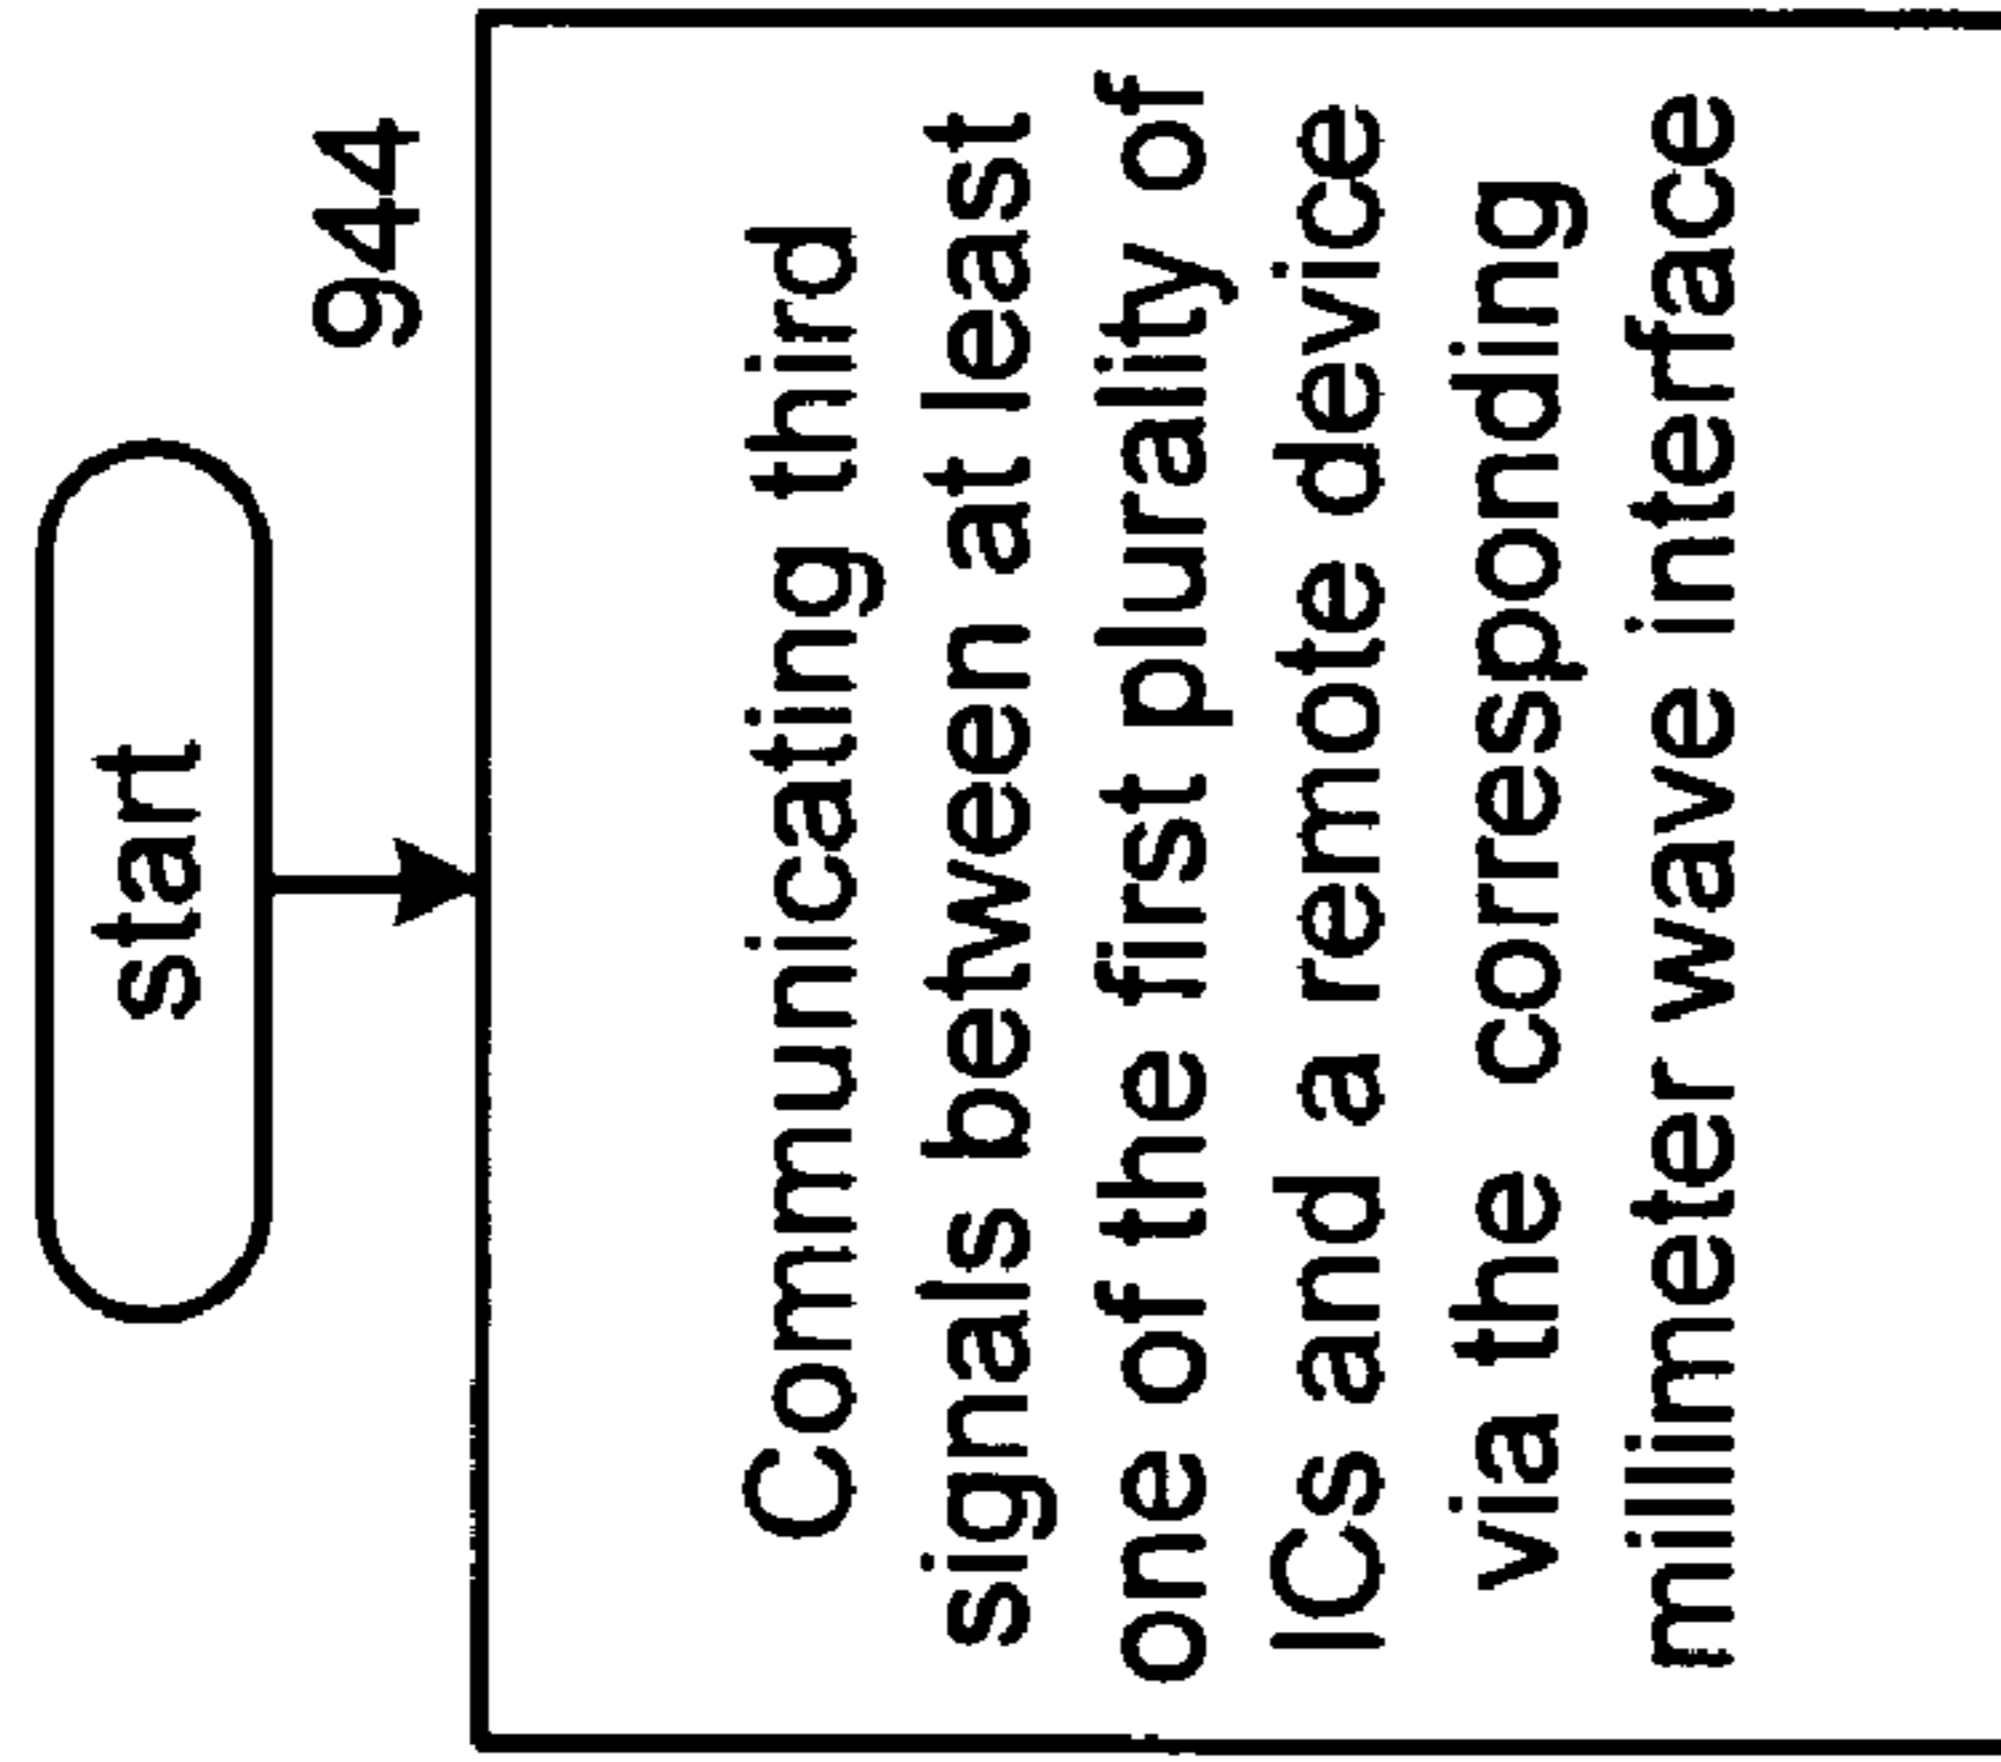 start
944
Communicating third
signals between at least
one of the first plurality of
ICs and a remote device
via the corresponding
millimeter wave interface